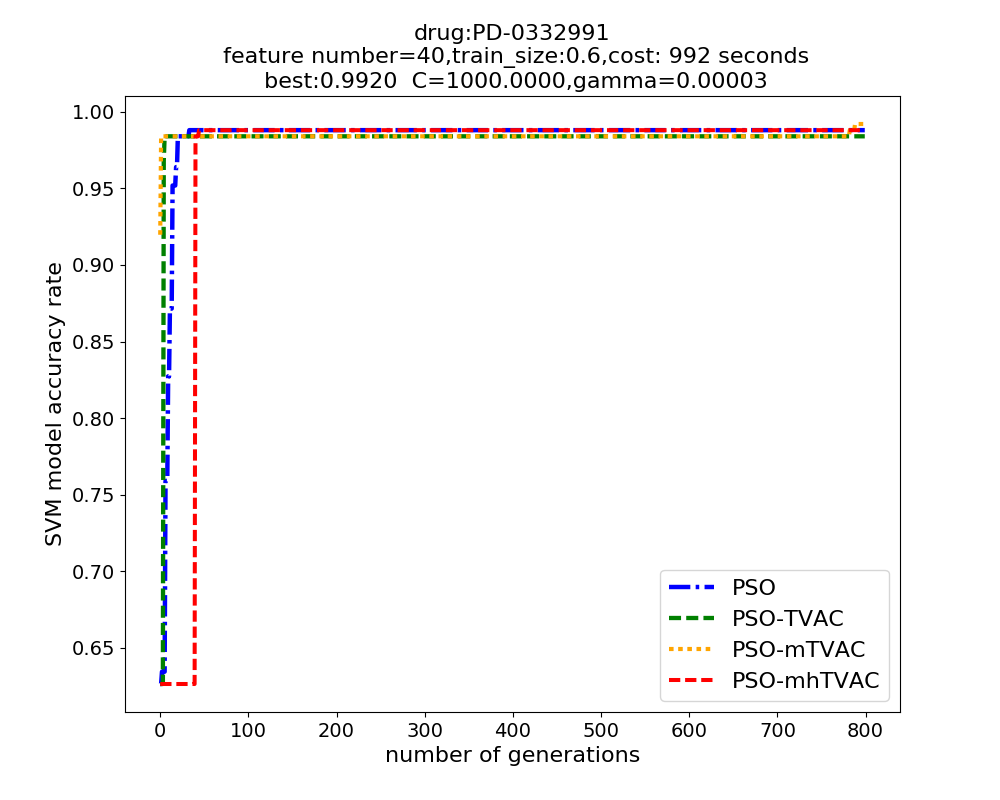 drug:PD-0332991
feature number=40,train_size:0.6,cost: 992 seconds
best:0.9920  C=1000.0000,gamma=0.00003
1.00
0.95
0.90
0.85
0.80
0.75
0.70
0.65
SVM model accuracy rate
PSO
PSO-TVAC
PSO-mTVAC
PSO-mhTVAC
0 100 200 300 400 500 600 700 800
number of generations